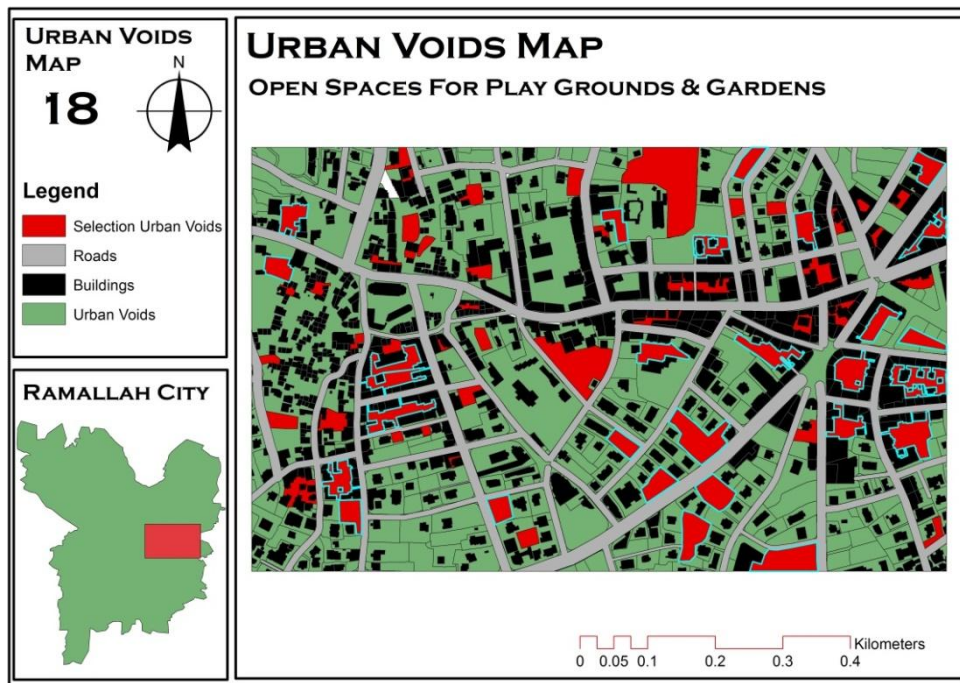 URBAN VOIDS
MAP
18
N
Legend
Selection Urban Voids
Roads
Buildings
Urban Voids
RAMALLAH CITY
URBAN VOIDS MAP
OPEN SPACES FOR PLAY GROUNDS & GARDENS
Kilometers
0 0.05 0.1 0.2 0.3 0.4